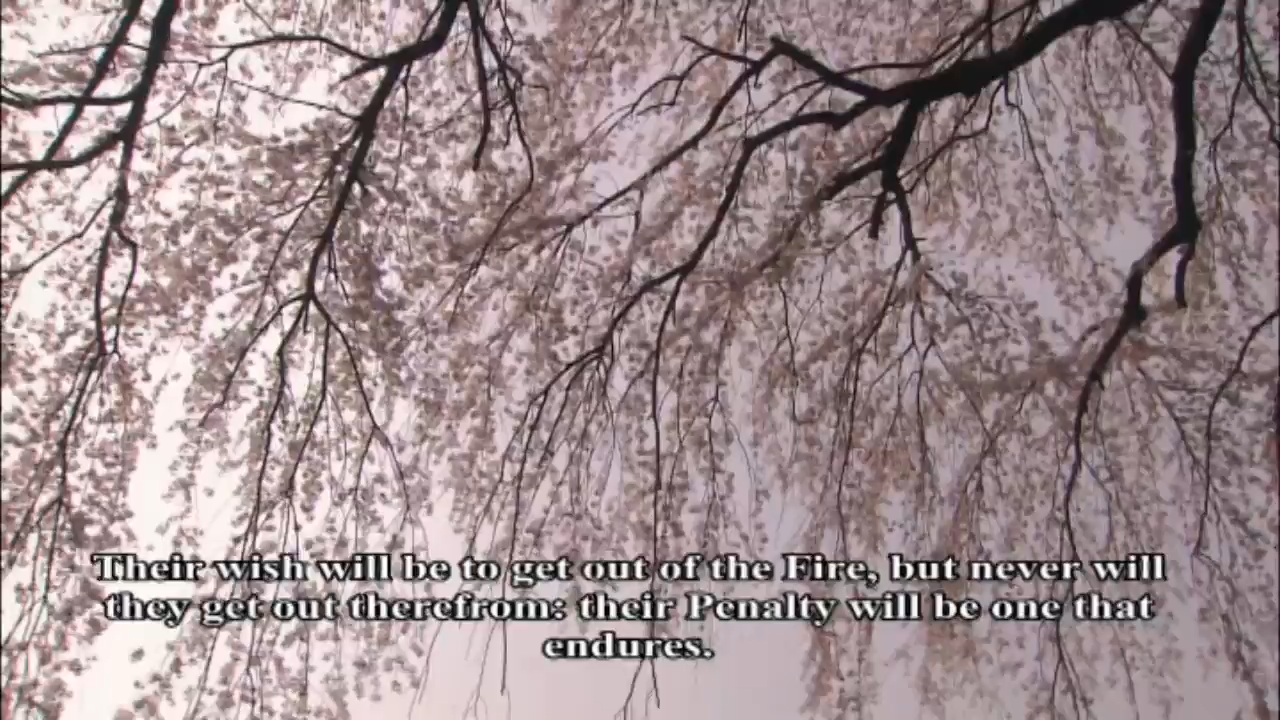 Their wish will be to get out of the Fire, but never will
they get out therefrom: their Penalty will be one that
endures.